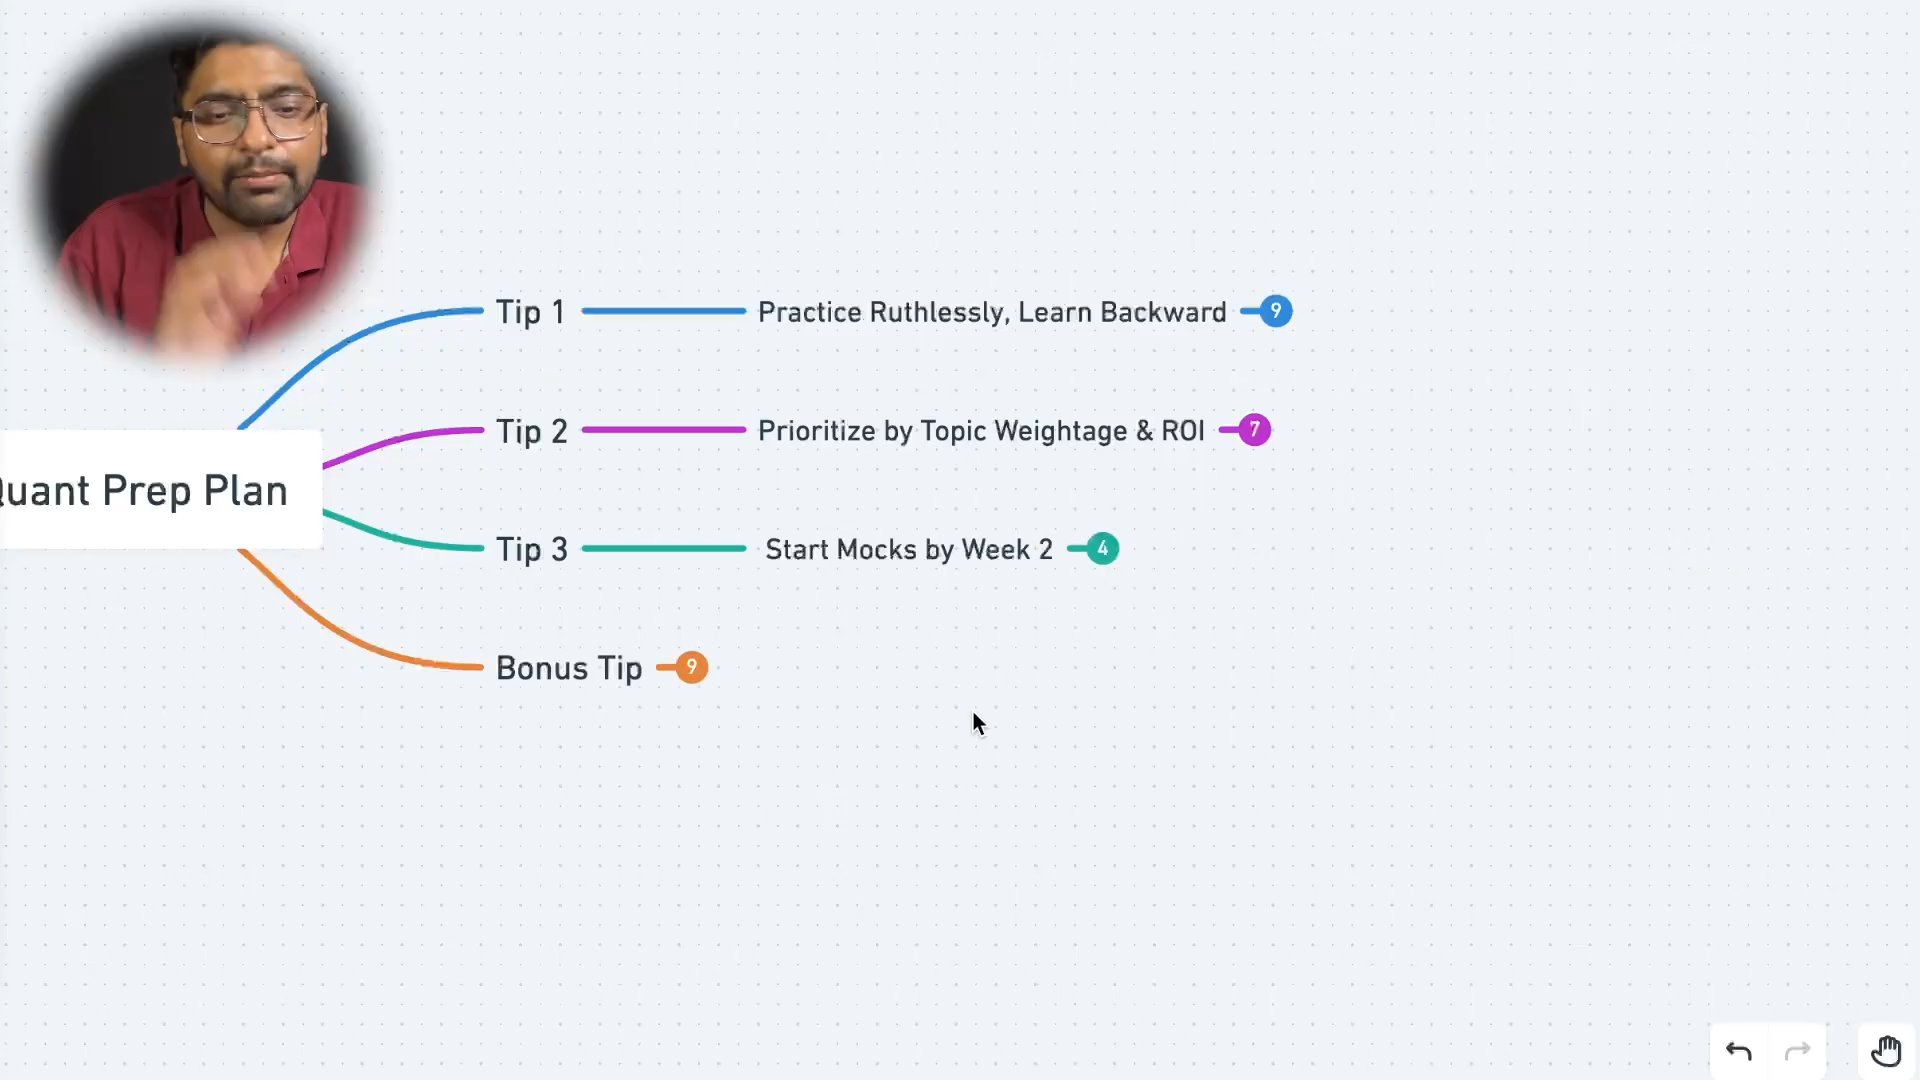 Tip 1 Practice Ruthlessly, Learn Backward 9
Tip 2 Prioritize by Topic Weightage & ROI 7
Quant Prep Plan
Tip 3 Start Mocks by Week 2 4
Bonus Tip 9